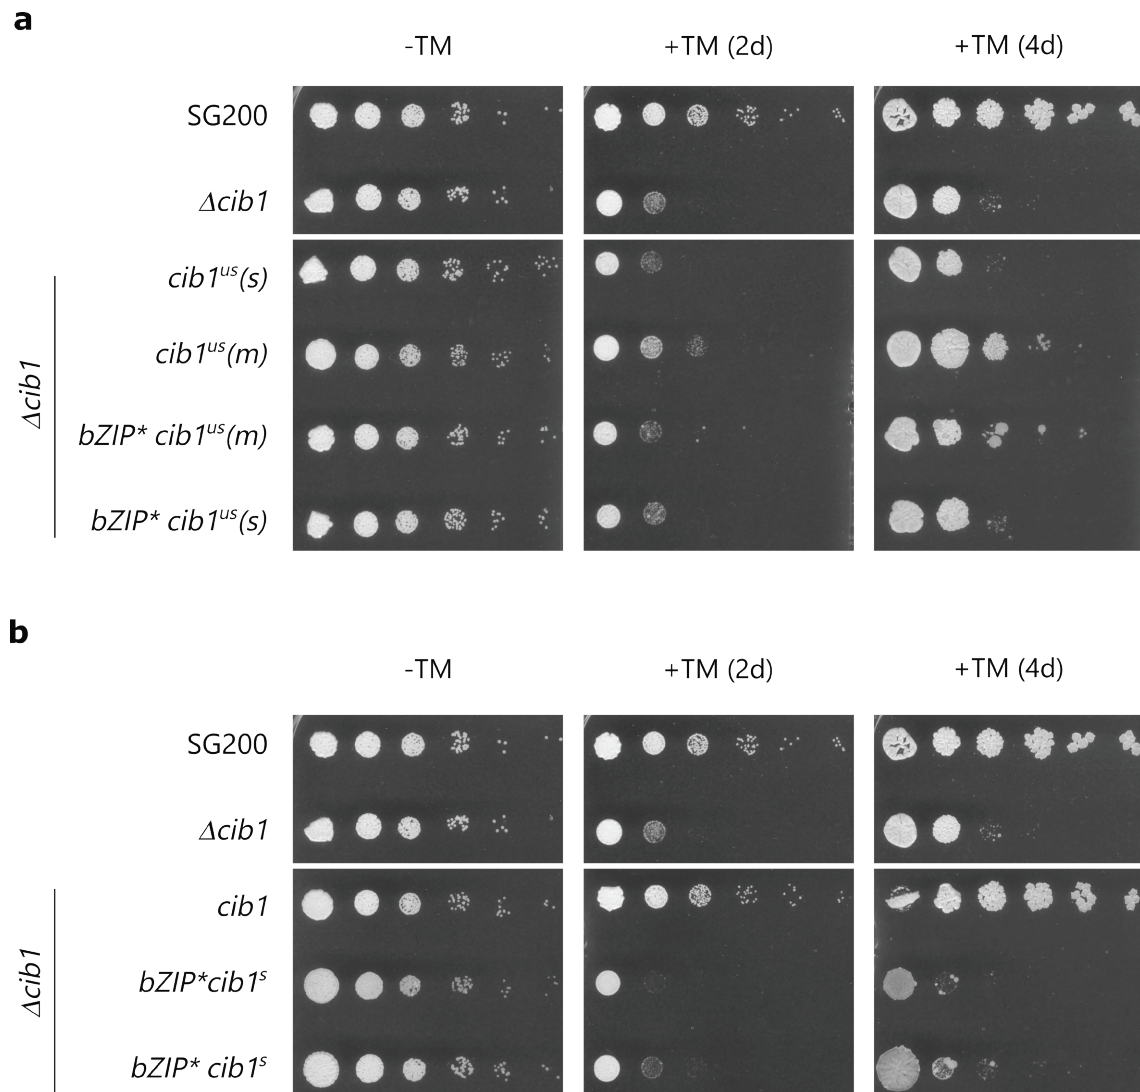 a
-TM +TM (2d) +TM (4d)
SG200
Δcib1
Δcib1
cib1ᵘˢ(s)
cib1ᵘˢ(m)
bZIP* cib1ᵘˢ(m)
bZIP* cib1ᵘˢ(s)
b
-TM +TM (2d) +TM (4d)
SG200
Δcib1
Δcib1
cib1
bZIP*cib1ˢ
bZIP* cib1ˢ